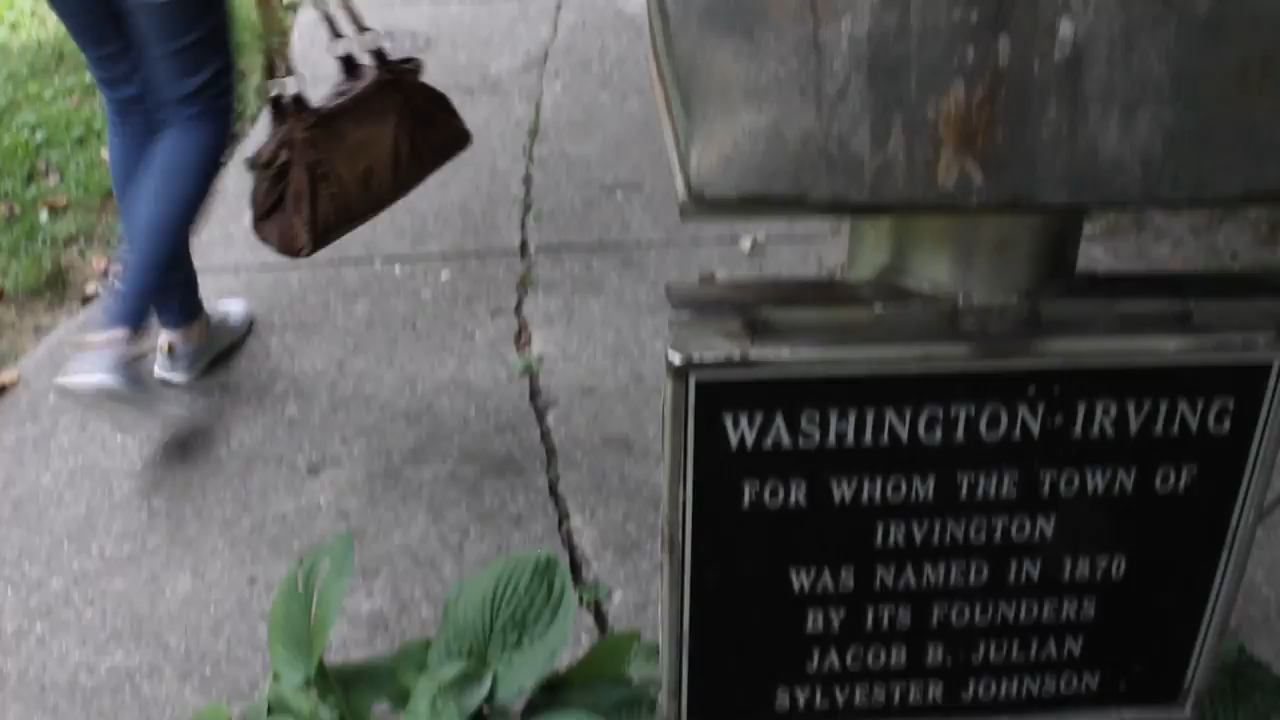 WASHINGTON IRVING
FOR WHOM THE TOWN OF
IRVINGTON
WAS NAMED IN 1870
BY ITS FOUNDERS
JACOB B. JULIAN
SYLVESTER JOHNSON